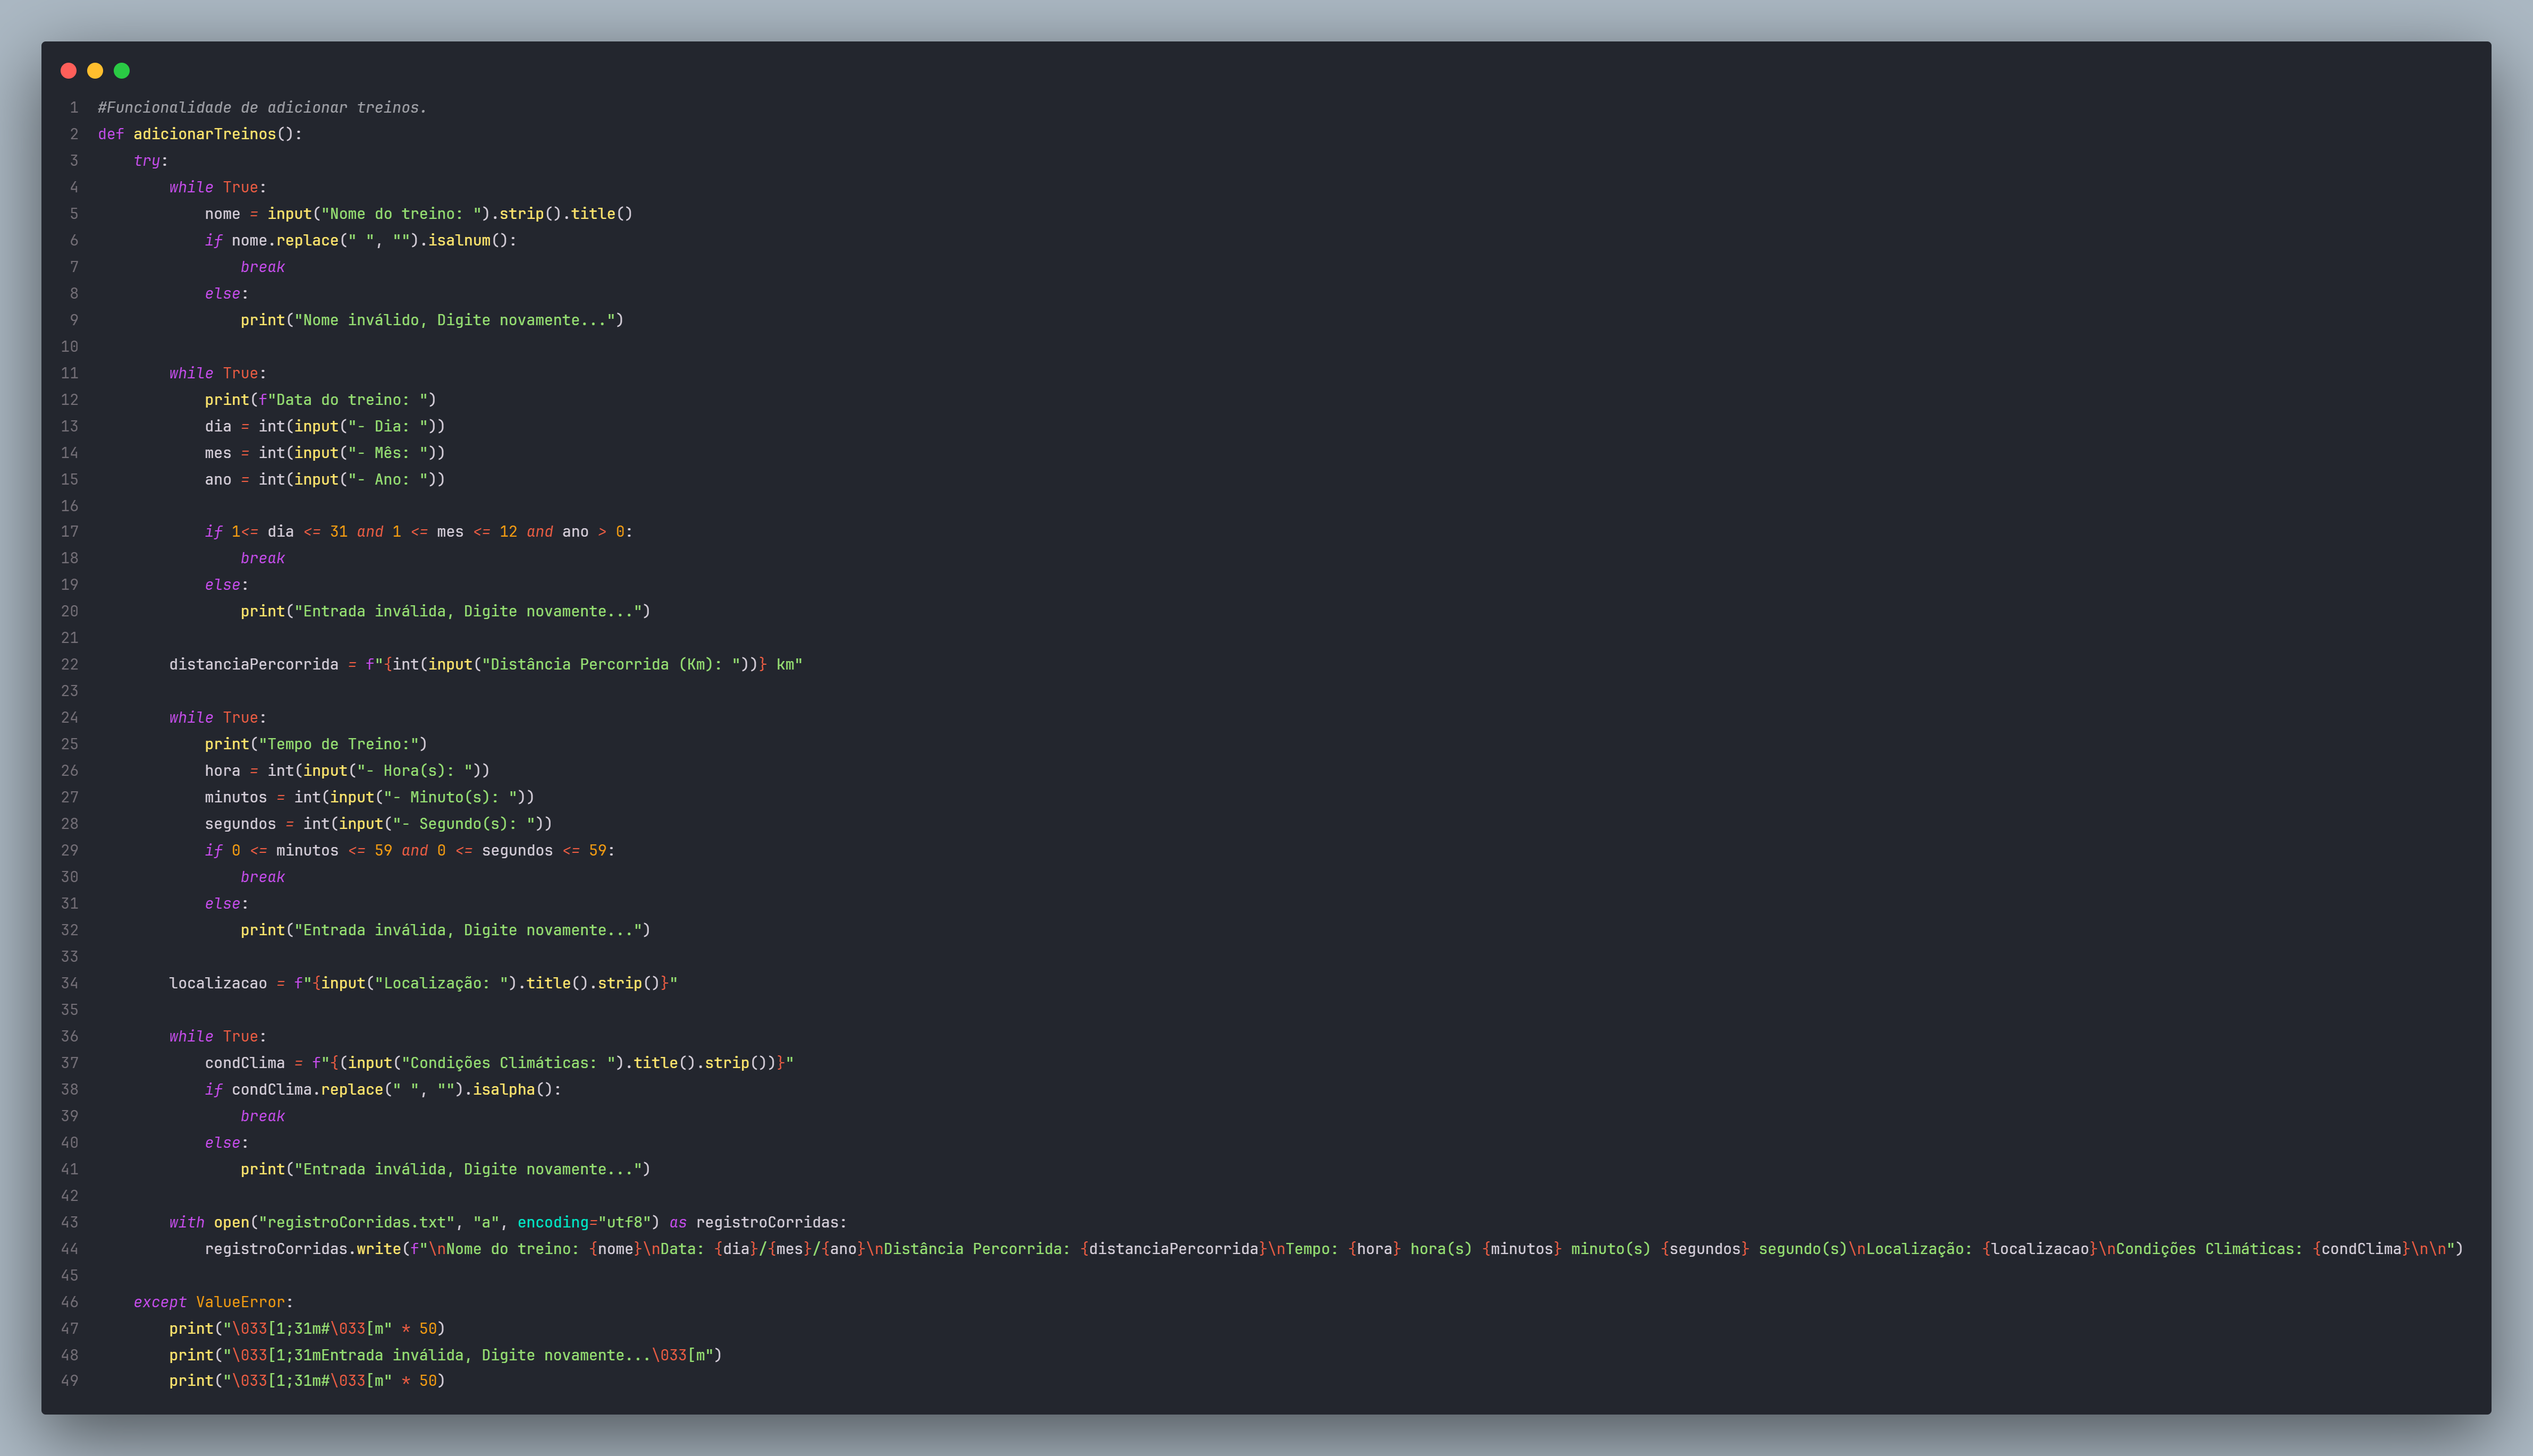 1 #Funcionalidade de adicionar treinos.
2 def adicionarTreinos():
3     try:
4         while True:
5             nome = input("Nome do treino: ").strip().title()
6             if nome.replace(" ", "").isalnum():
7                 break
8             else:
9                 print("Nome inválido, Digite novamente...")
10
11         while True:
12             print(f"Data do treino: ")
13             dia = int(input("- Dia: "))
14             mes = int(input("- Mês: "))
15             ano = int(input("- Ano: "))
16
17             if 1<= dia <= 31 and 1 <= mes <= 12 and ano > 0:
18                 break
19             else:
20                 print("Entrada inválida, Digite novamente...")
21
22         distanciaPercorrida = f"{int(input("Distância Percorrida (Km): "))} km"
23
24         while True:
25             print("Tempo de Treino:")
26             hora = int(input("- Hora(s): "))
27             minutos = int(input("- Minuto(s): "))
28             segundos = int(input("- Segundo(s): "))
29             if 0 <= minutos <= 59 and 0 <= segundos <= 59:
30                 break
31             else:
32                 print("Entrada inválida, Digite novamente...")
33
34         localizacao = f"{input("Localização: ").title().strip()}"
35
36         while True:
37             condClima = f"{(input("Condições Climáticas: ").title().strip())}"
38             if condClima.replace(" ", "").isalpha():
39                 break
40             else:
41                 print("Entrada inválida, Digite novamente...")
42
43         with open("registroCorridas.txt", "a", encoding="utf8") as registroCorridas:
44             registroCorridas.write(f"\nNome do treino: {nome}\nData: {dia}/{mes}/{ano}\nDistância Percorrida: {distanciaPercorrida}\nTempo: {hora} hora(s) {minutos} minuto(s) {segundos} segundo(s)\nLocalização: {localizacao}\nCondições Climáticas: {condClima}\n\n")
45
46     except ValueError:
47         print("\033[1;31m#\033[m" * 50)
48         print("\033[1;31mEntrada inválida, Digite novamente...\033[m")
49         print("\033[1;31m#\033[m" * 50)